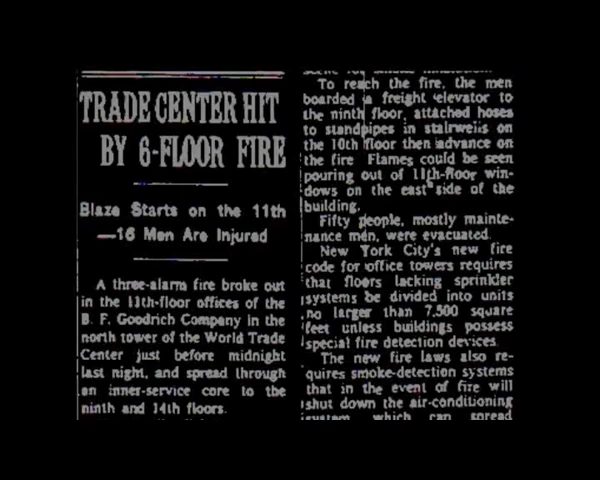 TRADE CENTER HIT
BY 6-FLOOR FIRE
Blaze Starts on the 11th
—16 Men Are Injured
A three-alarm fire broke out
in the 11th-floor offices of the
B. F. Goodrich Company in the
north tower of the World Trade
Center just before midnight
last night, and spread through
an inner-service core to the
ninth and 14th floors.
To reach the fire, the men
boarded a freight elevator to
the ninth floor, attached hoses
to standpipes in stairwells on
the 10th floor then advance on
the fire. Flames could be seen
pouring out of 11th-floor win-
dows on the east side of the
building.
Fifty people, mostly mainte-
nance men, were evacuated.
New York City's new fire
code for office towers requires
that floors lacking sprinkler
systems be divided into units
no larger than 7,500 square
feet unless buildings possess
special fire detection devices.
The new fire laws also re-
quires smoke-detection systems
that in the event of fire will
shut down the air-conditioning
system which can spread